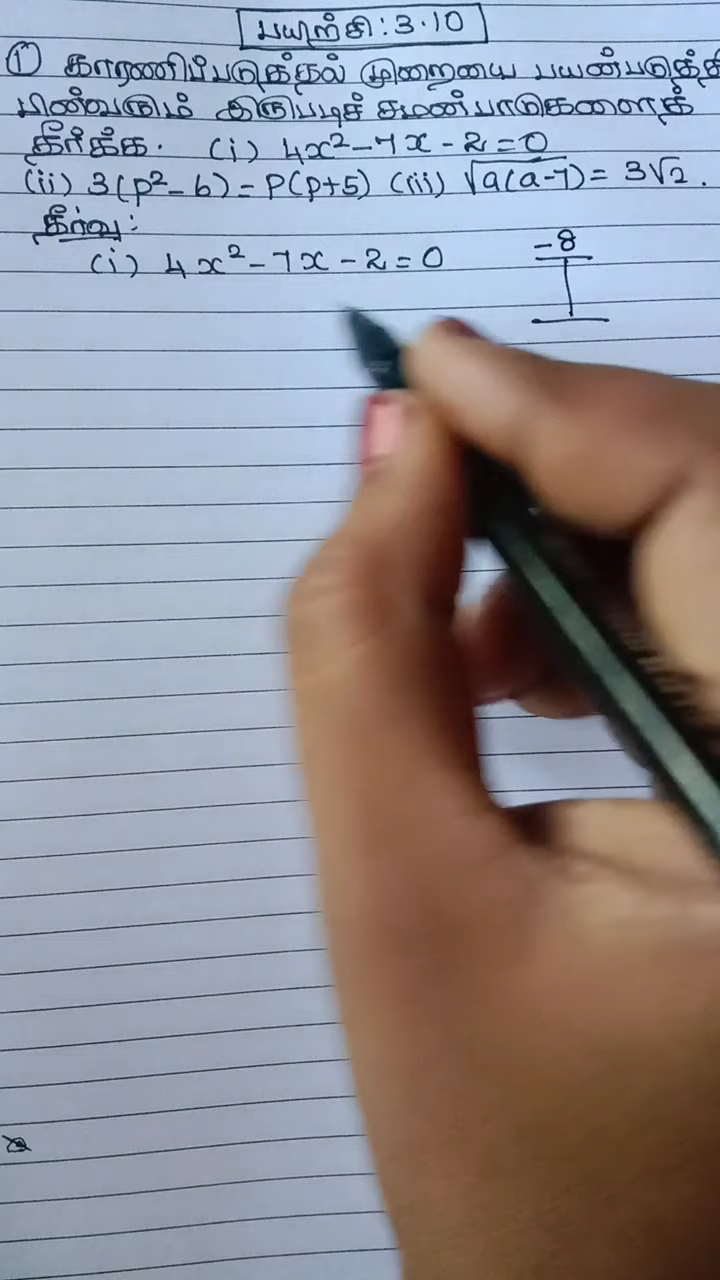 பயிற்சி : 3.10
① காரணிப்படுத்தல் முறையை பயன்படுத்தி
பின்வரும் இருபடிச் சமன்பாடுகளைத்
தீர்க்க. (i) 4x² - 7x - 2 = 0
(ii) 3(p² - 6) = P(p+5) (iii) √a(a-7) = 3√2 .
தீர்வு :
(i) 4x² - 7x - 2 = 0
-8